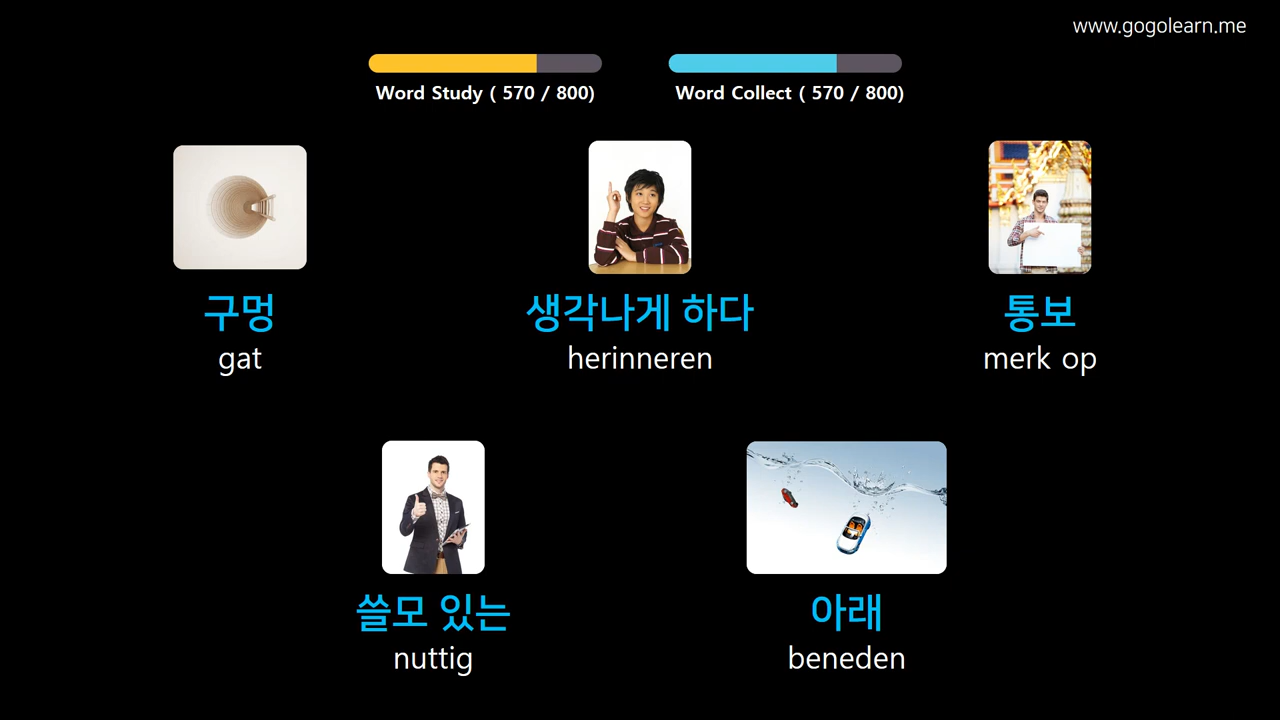 www.gogolearn.me
Word Study ( 570 / 800)
Word Collect ( 570 / 800)
구멍
gat
생각나게 하다
herinneren
통보
merk op
쓸모 있는
nuttig
아래
beneden